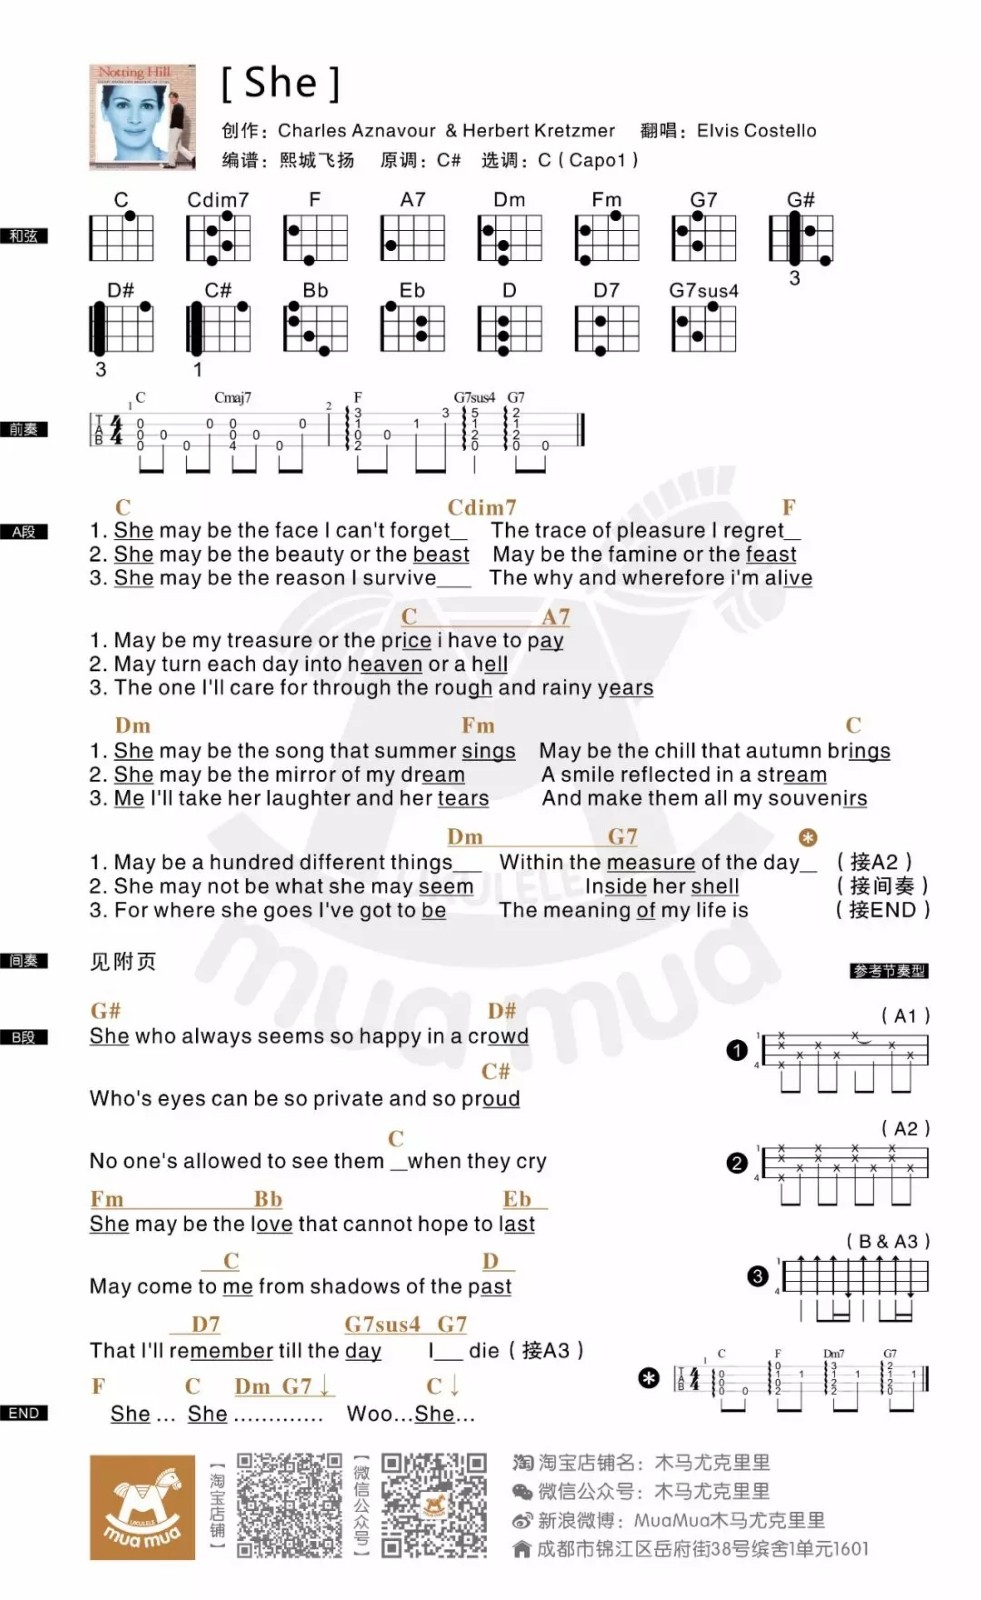 Notting Hill
[ She ]
创作：Charles Aznavour & Herbert Kretzmer 翻唱：Elvis Costello
编谱：熙城飞扬 原调：C# 选调：C（Capo1）
和弦
C Cdim7 F A7 Dm Fm G7 G#
3
D# C# Bb Eb D D7 G7sus4
3 1
前奏
C Cmaj7 F G7sus4 G7
A段
C Cdim7 F
1. She may be the face I can't forget__ The trace of pleasure I regret__
2. She may be the beauty or the beast May be the famine or the feast
3. She may be the reason I survive___ The why and wherefore i'm alive
C A7
1. May be my treasure or the price i have to pay
2. May turn each day into heaven or a hell
3. The one I'll care for through the rough and rainy years
Dm Fm C
1. She may be the song that summer sings May be the chill that autumn brings
2. She may be the mirror of my dream A smile reflected in a stream
3. Me I'll take her laughter and her tears And make them all my souvenirs
Dm G7 *
1. May be a hundred different things___ Within the measure of the day__ （接A2）
2. She may not be what she may seem Inside her shell （接间奏）
3. For where she goes I've got to be The meaning of my life is （接END）
UKULELE
mua mua
间奏
见附页
参考节奏型
B段
G# D#
She who always seems so happy in a crowd
C#
Who's eyes can be so private and so proud
C
No one's allowed to see them __when they cry
Fm Bb Eb
She may be the love that cannot hope to last
C D
May come to me from shadows of the past
D7 G7sus4 G7
That I'll remember till the day I___ die（接A3）
F C Dm G7↓ C↓
END
She ... She ............. Woo...She...
（A1）
1
（A2）
2
（B & A3）
3
*
C F Dm7 G7
UKULELE
mua mua
【淘宝店铺】
【微信公众号】
淘宝店铺名：木马尤克里里
微信公众号：木马尤克里里
新浪微博：MuaMua木马尤克里里
成都市锦江区岳府街38号缤舍1单元1601